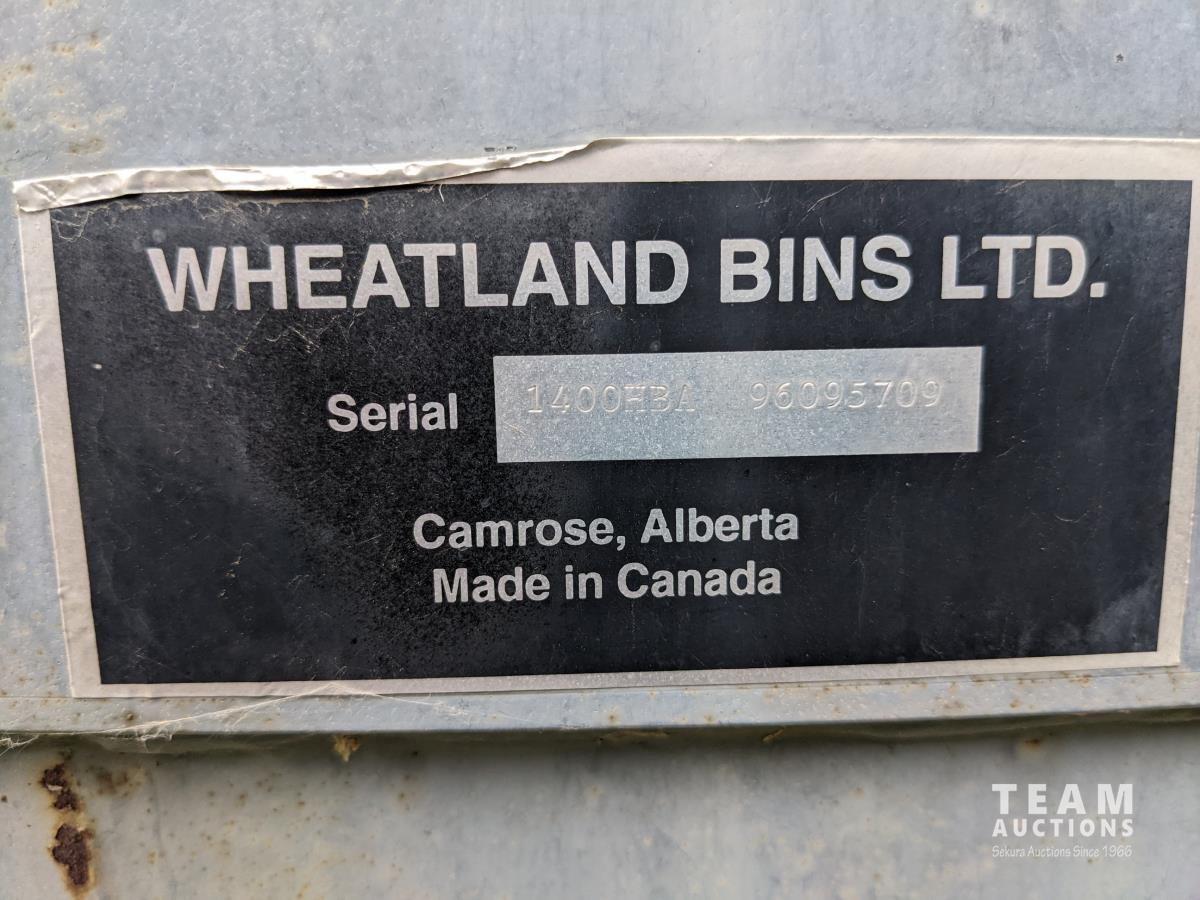 WHEATLAND BINS LTD.
Serial 1400HBA 96095709
Camrose, Alberta
Made in Canada
TEAM
AUCTIONS
Sekura Auctions Since 1966